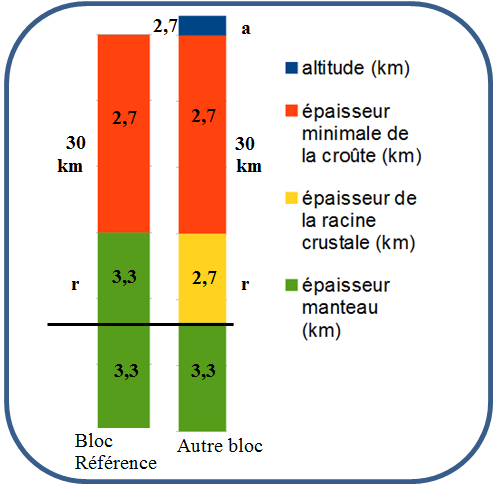 2,7 a
2,7 2,7
30 km 30 km
r 3,3 2,7 r
3,3 3,3
Bloc Référence
Autre bloc
altitude (km)
épaisseur
minimale de
la croûte (km)
épaisseur de
la racine
crustale (km)
épaisseur
manteau
(km)